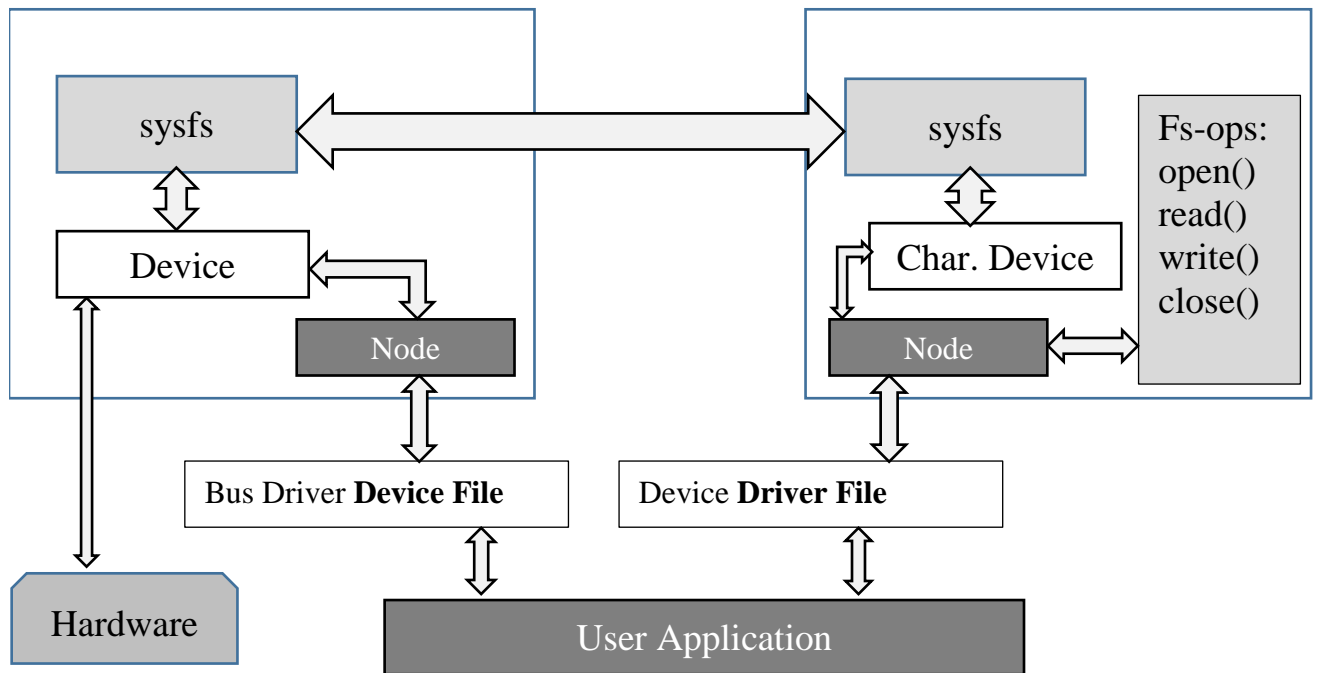 sysfs
Device
Node
sysfs
Char. Device
Node
Fs-ops:
open()
read()
write()
close()
Bus Driver Device File
Device Driver File
Hardware
User Application